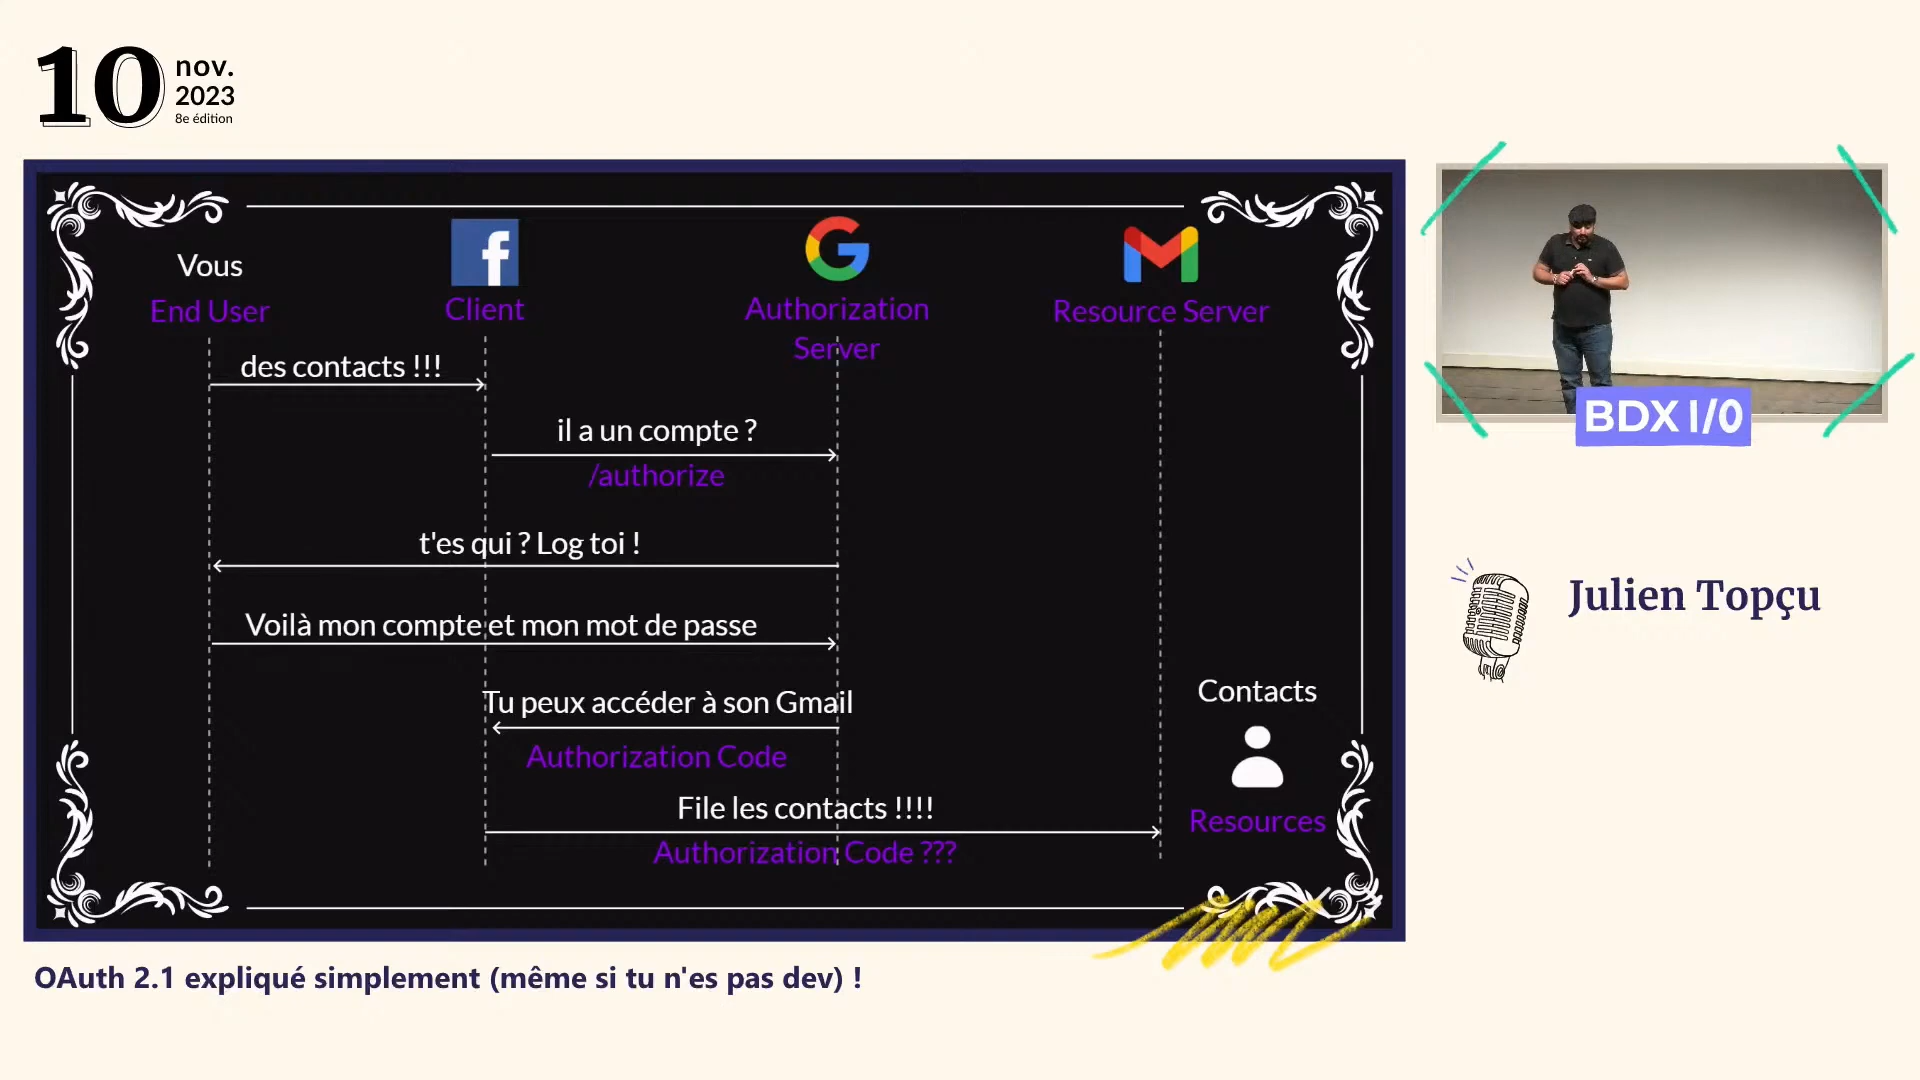 10
nov.
2023
8e édition
Vous
End User
Client
Authorization
Server
Resource Server
des contacts !!!
il a un compte ?
/authorize
t'es qui ? Log toi !
Voilà mon compte et mon mot de passe
Tu peux accéder à son Gmail
Authorization Code
File les contacts !!!!
Authorization Code ???
Contacts
Resources
BDX I/O
Julien Topçu
OAuth 2.1 expliqué simplement (même si tu n'es pas dev) !